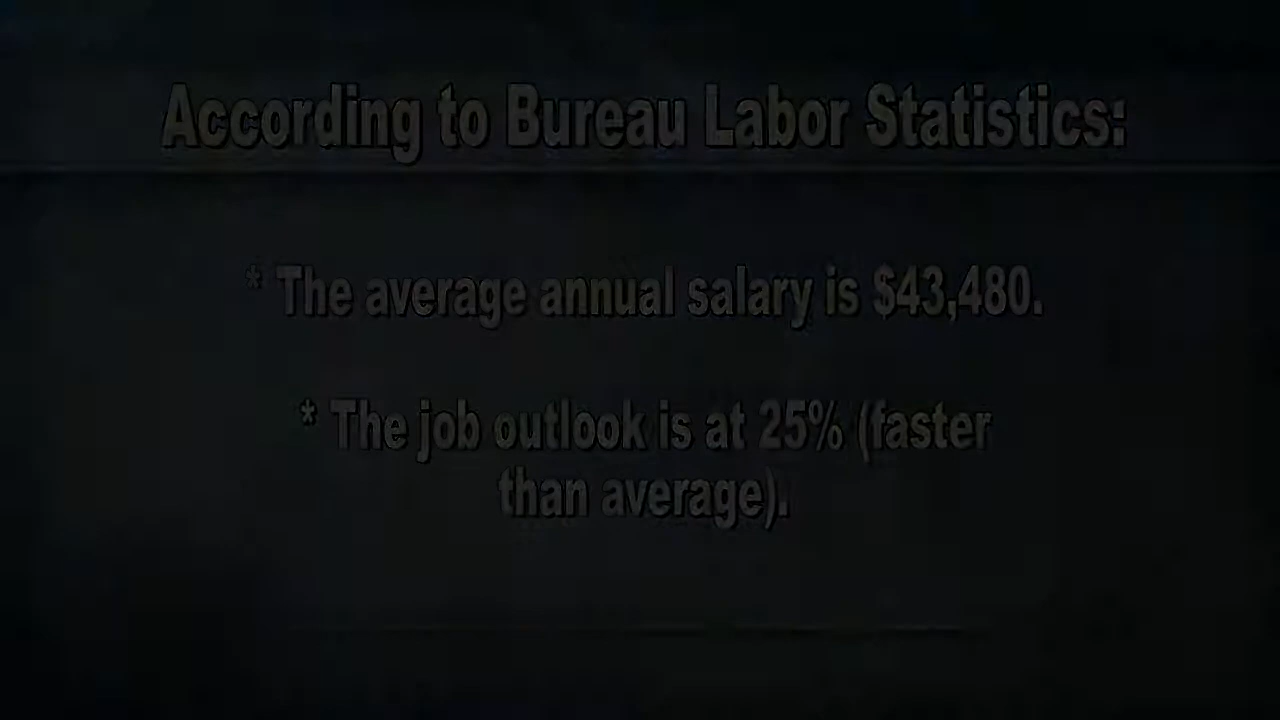 According to Bureau Labor Statistics:
* The average annual salary is $43,480.
* The job outlook is at 25% (faster
than average).